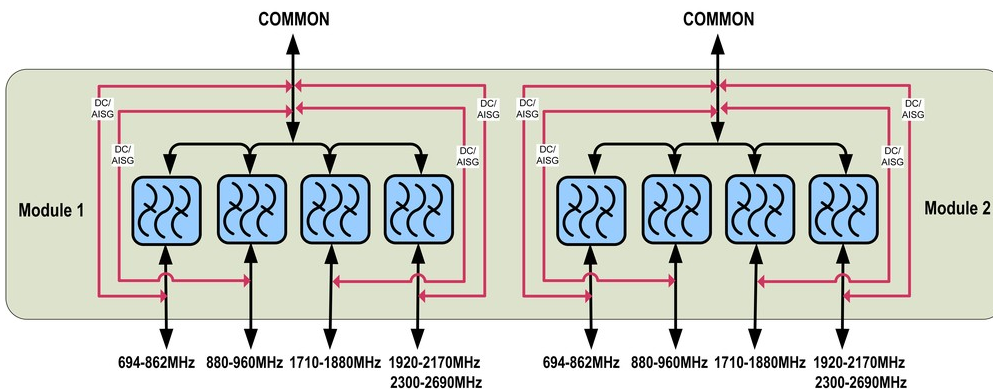 COMMON
COMMON
DC/
AISG
DC/
AISG
DC/
AISG
DC/
AISG
DC/
AISG
DC/
AISG
DC/
AISG
DC/
AISG
Module 1
Module 2
694-862MHz
880-960MHz
1710-1880MHz
1920-2170MHz
2300-2690MHz
694-862MHz
880-960MHz
1710-1880MHz
1920-2170MHz
2300-2690MHz